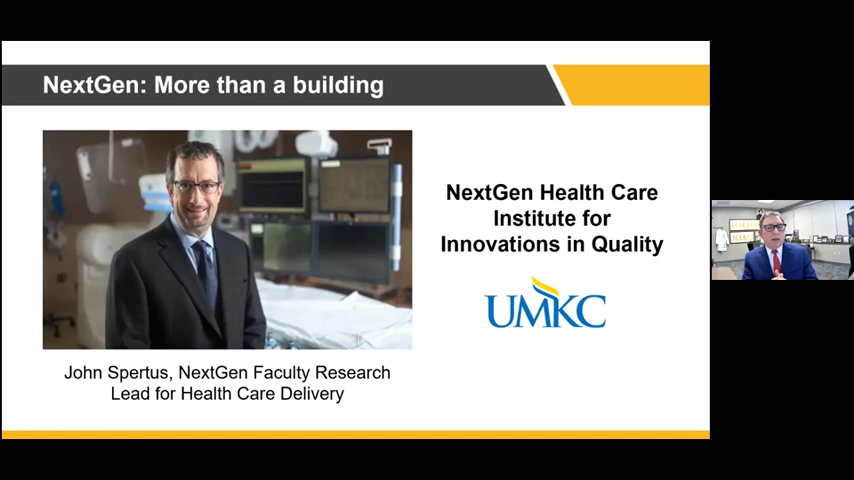 NextGen: More than a building
NextGen Health Care
Institute for
Innovations in Quality
UMKC
John Spertus, NextGen Faculty Research
Lead for Health Care Delivery